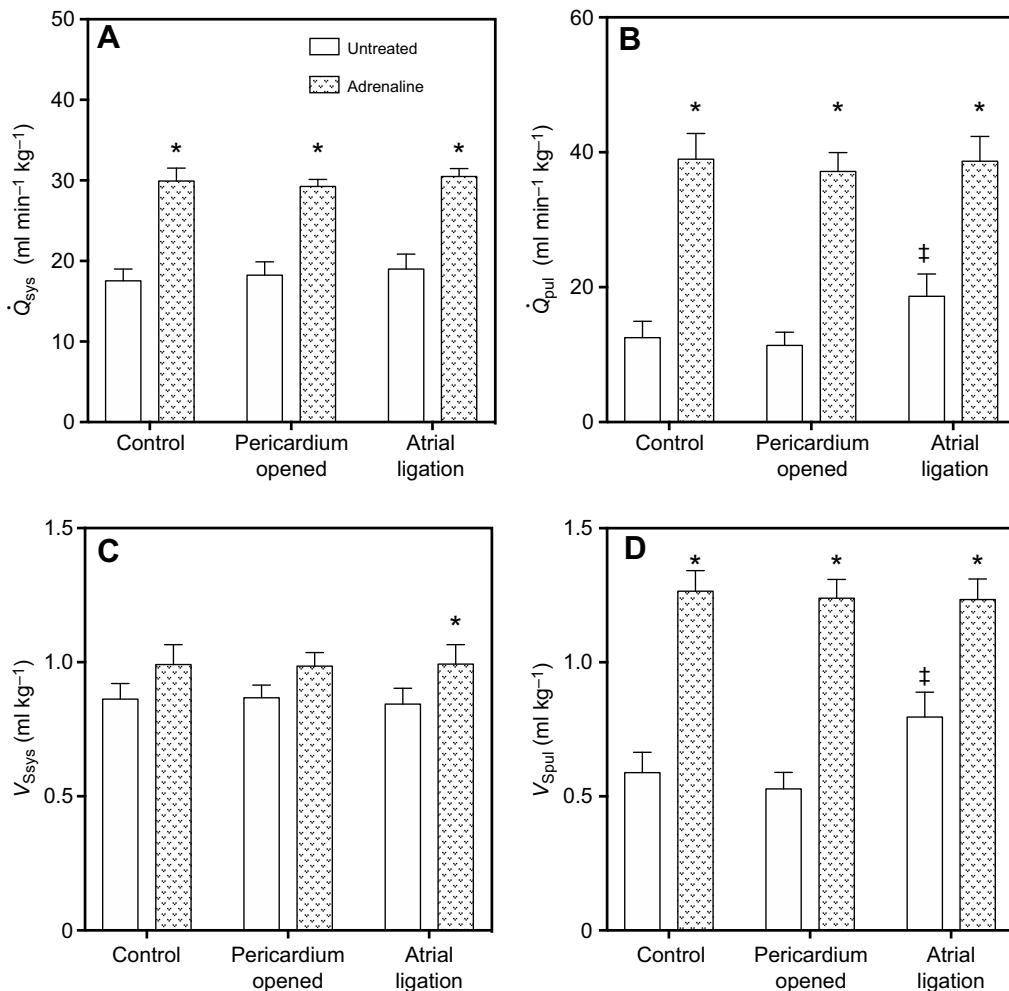 A
50
40
30
20
10
0
Q̇sys (ml min–1 kg–1)
Untreated
Adrenaline
*
*
*
Control
Pericardium
opened
Atrial
ligation
B
60
40
20
0
Q̇pul (ml min–1 kg–1)
*
*
*
‡
Control
Pericardium
opened
Atrial
ligation
C
1.5
1.0
0.5
0
VSsys (ml kg–1)
*
Control
Pericardium
opened
Atrial
ligation
D
1.5
1.0
0.5
0
VSpul (ml kg–1)
*
*
*
‡
Control
Pericardium
opened
Atrial
ligation